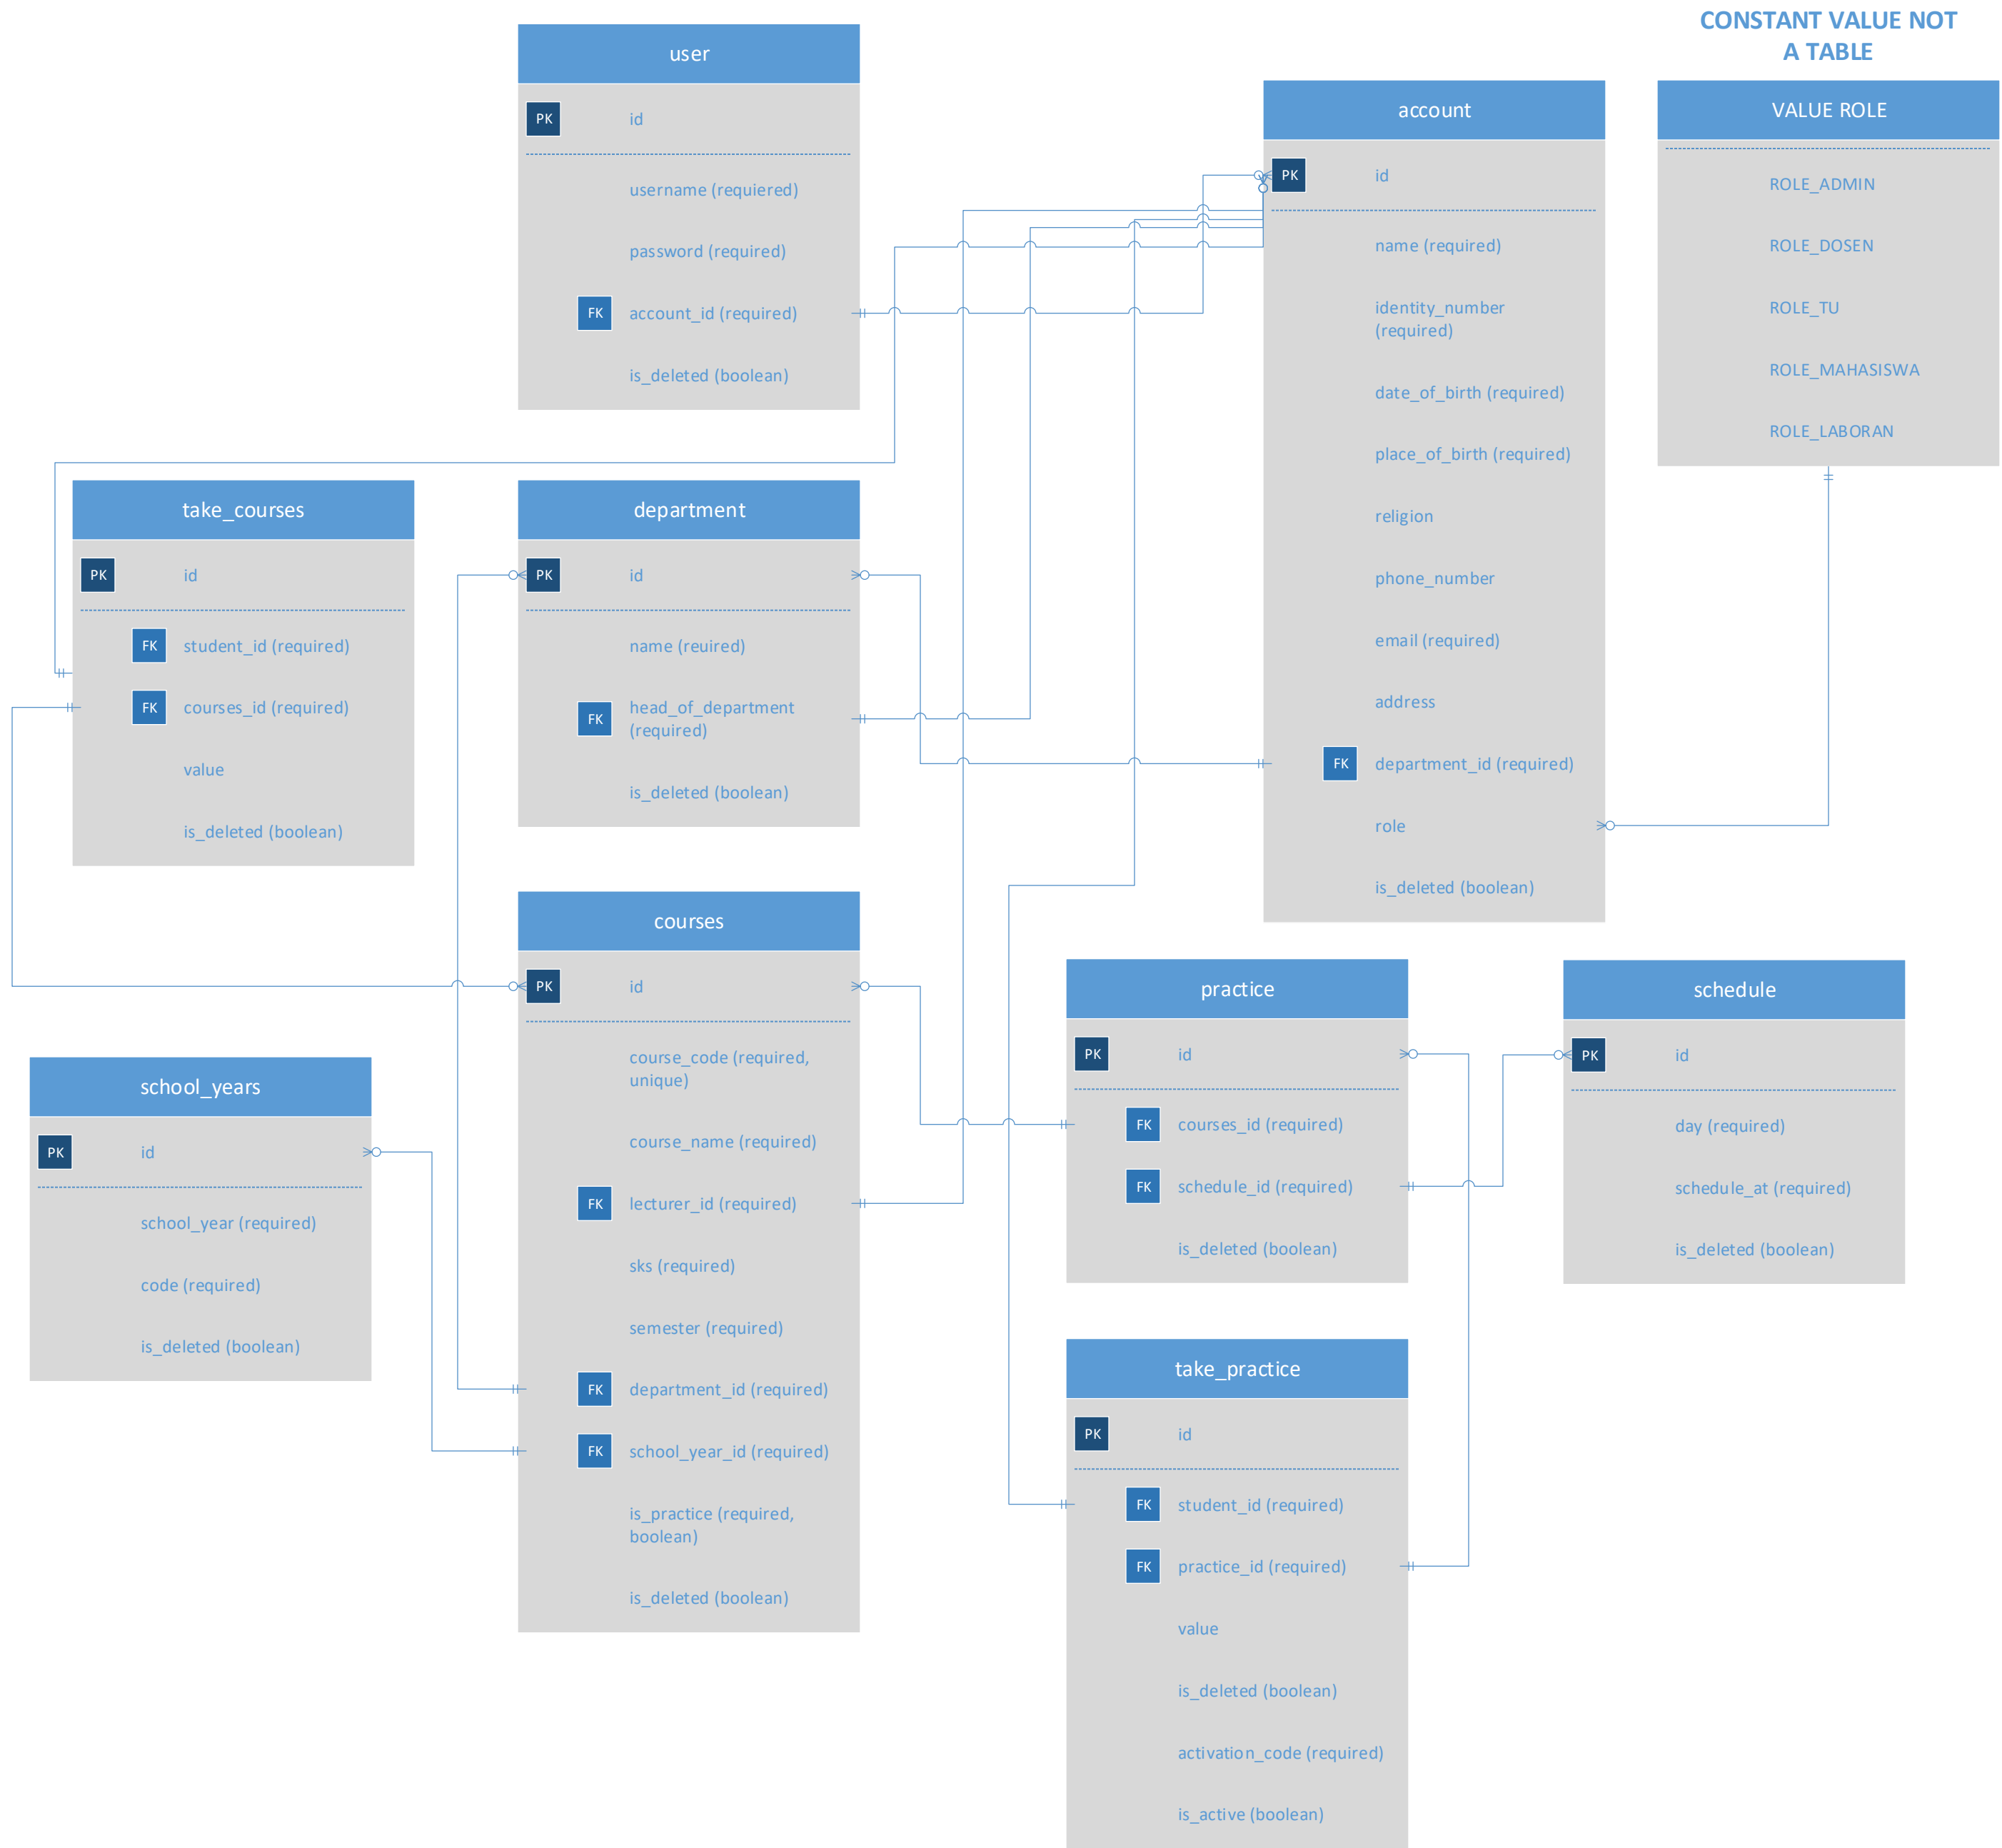 CONSTANT VALUE NOT
A TABLE
user
PK id
username (requiered)
password (required)
FK account_id (required)
is_deleted (boolean)
account
PK id
name (required)
identity_number
(required)
date_of_birth (required)
place_of_birth (required)
religion
phone_number
email (required)
address
FK department_id (required)
role
is_deleted (boolean)
VALUE ROLE
ROLE_ADMIN
ROLE_DOSEN
ROLE_TU
ROLE_MAHASISWA
ROLE_LABORAN
take_courses
PK id
FK student_id (required)
FK courses_id (required)
value
is_deleted (boolean)
department
PK id
name (reuired)
FK head_of_department
(required)
is_deleted (boolean)
courses
PK id
course_code (required,
unique)
course_name (required)
FK lecturer_id (required)
sks (required)
semester (required)
FK department_id (required)
FK school_year_id (required)
is_practice (required,
boolean)
is_deleted (boolean)
practice
PK id
FK courses_id (required)
FK schedule_id (required)
is_deleted (boolean)
schedule
PK id
day (required)
schedule_at (required)
is_deleted (boolean)
school_years
PK id
school_year (required)
code (required)
is_deleted (boolean)
take_practice
PK id
FK student_id (required)
FK practice_id (required)
value
is_deleted (boolean)
activation_code (required)
is_active (boolean)